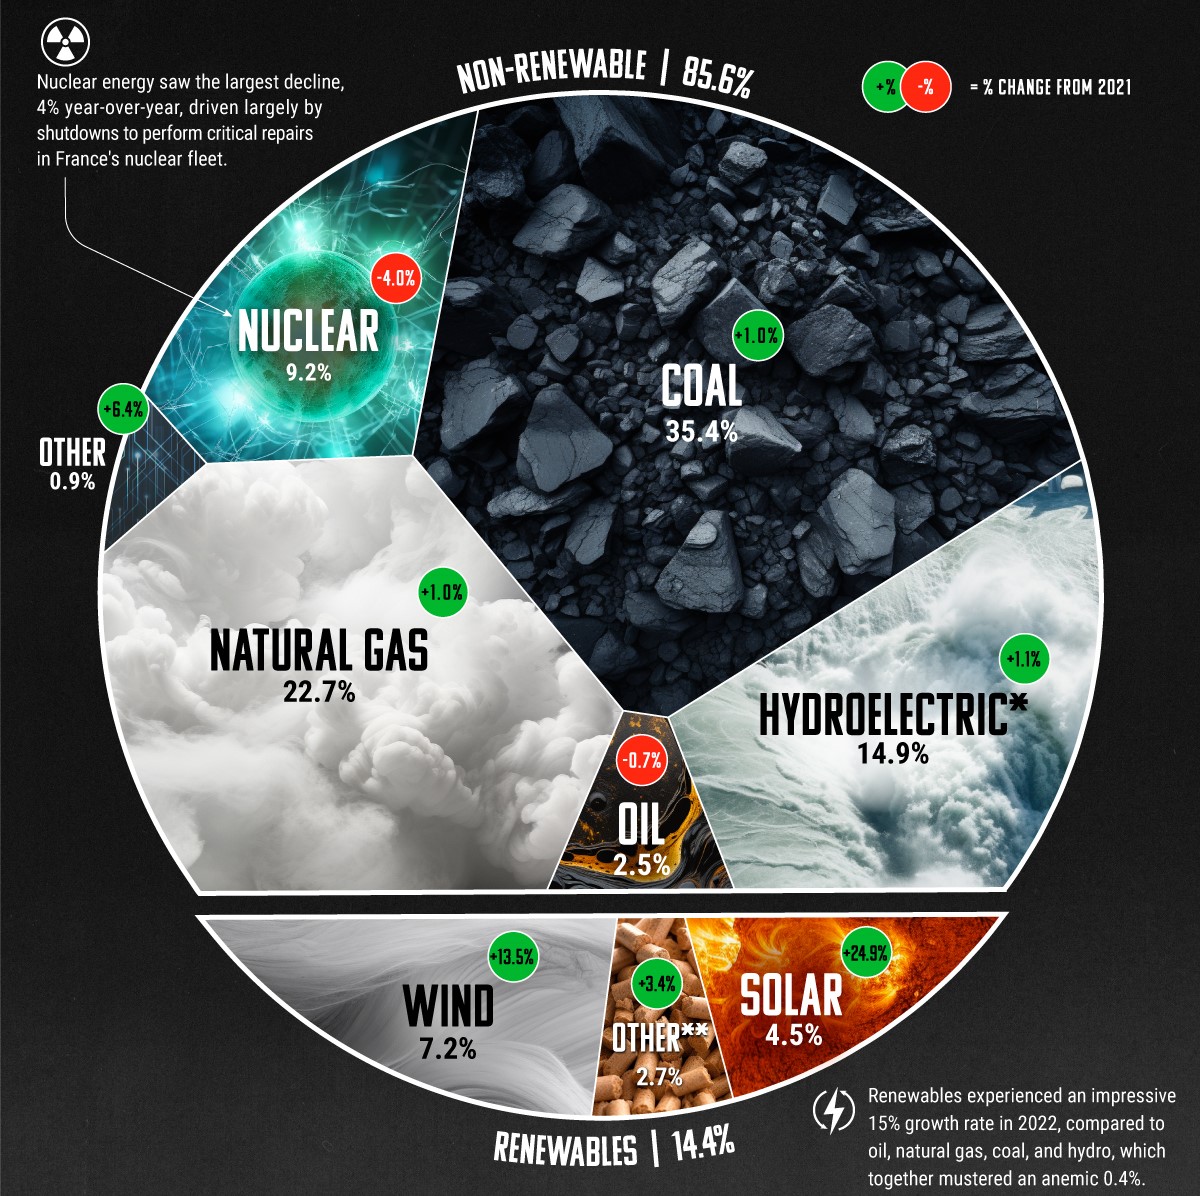 NON-RENEWABLE | 85.6%
+% -% = % CHANGE FROM 2021
Nuclear energy saw the largest decline,
4% year-over-year, driven largely by
shutdowns to perform critical repairs
in France's nuclear fleet.
-4.0%
NUCLEAR
9.2%
+1.0%
COAL
35.4%
+6.4%
OTHER
0.9%
+1.0%
NATURAL GAS
22.7%
+1.1%
HYDROELECTRIC*
14.9%
-0.7%
OIL
2.5%
+13.5%
WIND
7.2%
+3.4%
OTHER**
2.7%
+24.9%
SOLAR
4.5%
RENEWABLES | 14.4%
Renewables experienced an impressive
15% growth rate in 2022, compared to
oil, natural gas, coal, and hydro, which
together mustered an anemic 0.4%.